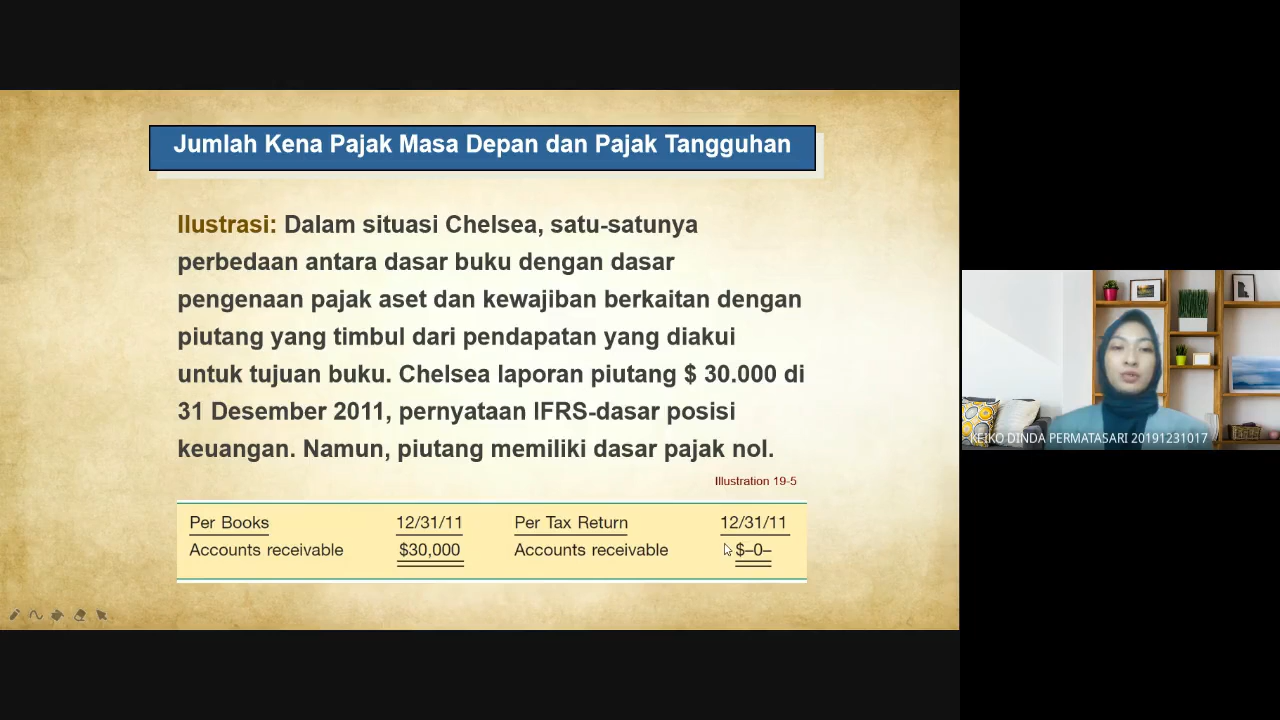 Jumlah Kena Pajak Masa Depan dan Pajak Tangguhan
Ilustrasi: Dalam situasi Chelsea, satu-satunya
perbedaan antara dasar buku dengan dasar
pengenaan pajak aset dan kewajiban berkaitan dengan
piutang yang timbul dari pendapatan yang diakui
untuk tujuan buku. Chelsea laporan piutang $ 30.000 di
31 Desember 2011, pernyataan IFRS-dasar posisi
keuangan. Namun, piutang memiliki dasar pajak nol.
Illustration 19-5
Per Books 12/31/11 Per Tax Return 12/31/11
Accounts receivable $30,000 Accounts receivable $–0–
KEIKO DINDA PERMATASARI 20191231017